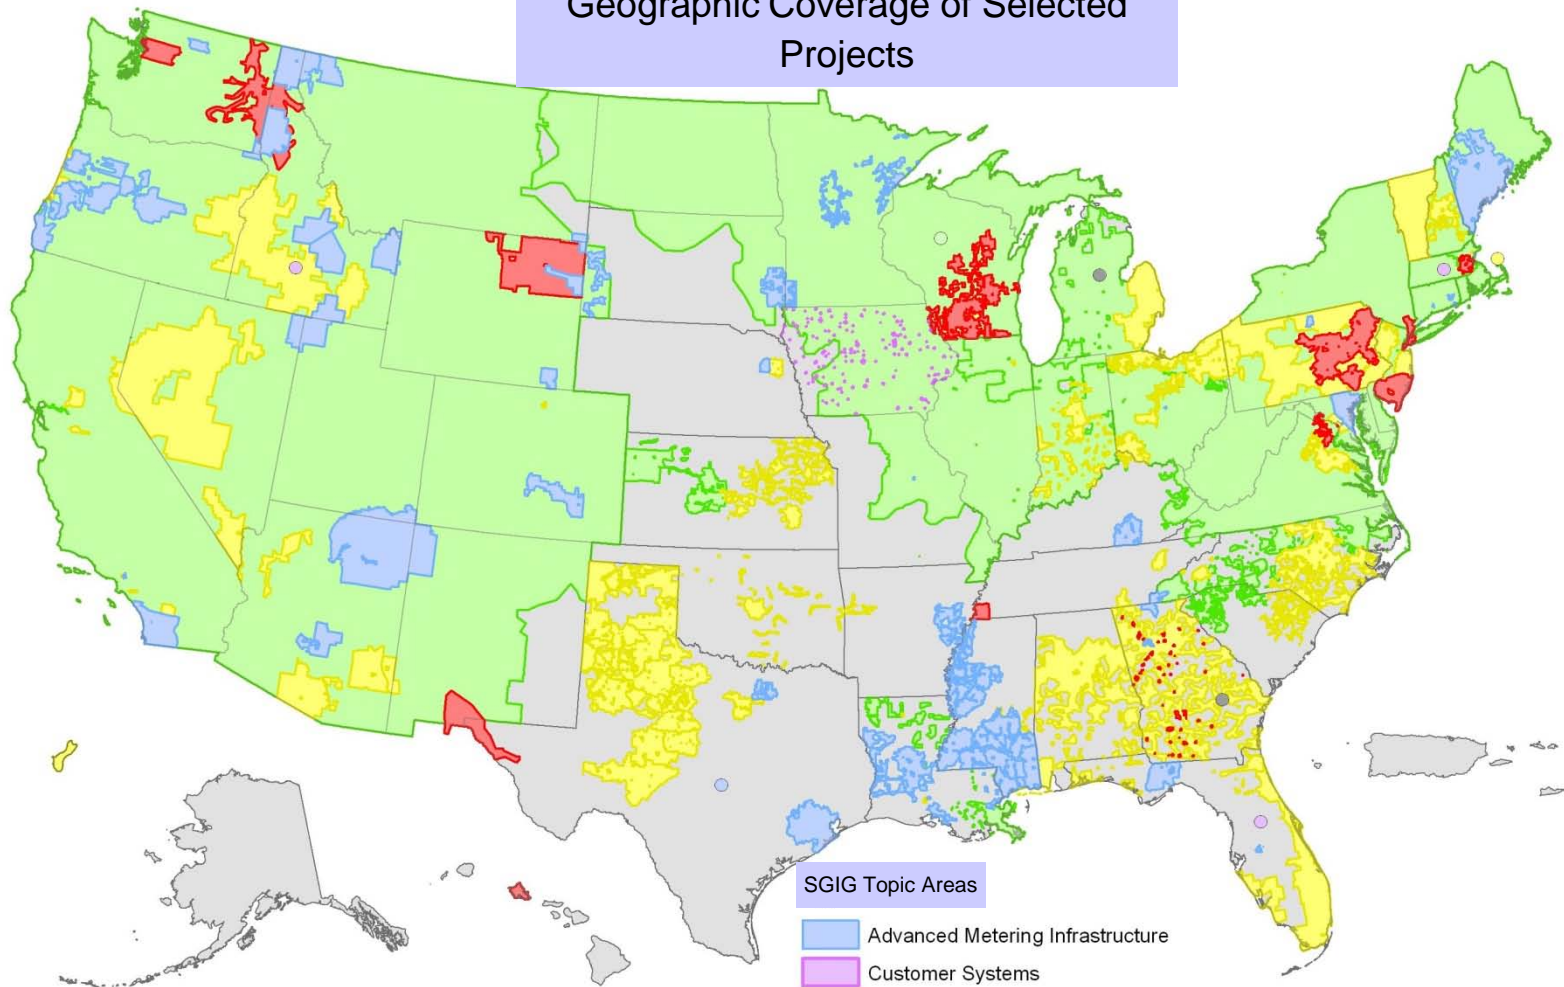 Geographic Coverage of Selected
Projects
SGIG Topic Areas
Advanced Metering Infrastructure
Customer Systems